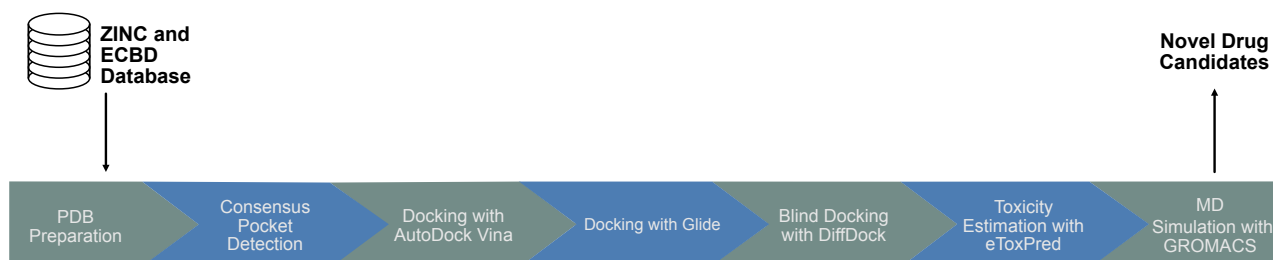 ZINC and
ECBD
Database
Novel Drug
Candidates
PDB
Preparation
Consensus
Pocket
Detection
Docking with
AutoDock Vina
Docking with Glide
Blind Docking
with DiffDock
Toxicity
Estimation with
eToxPred
MD
Simulation with
GROMACS